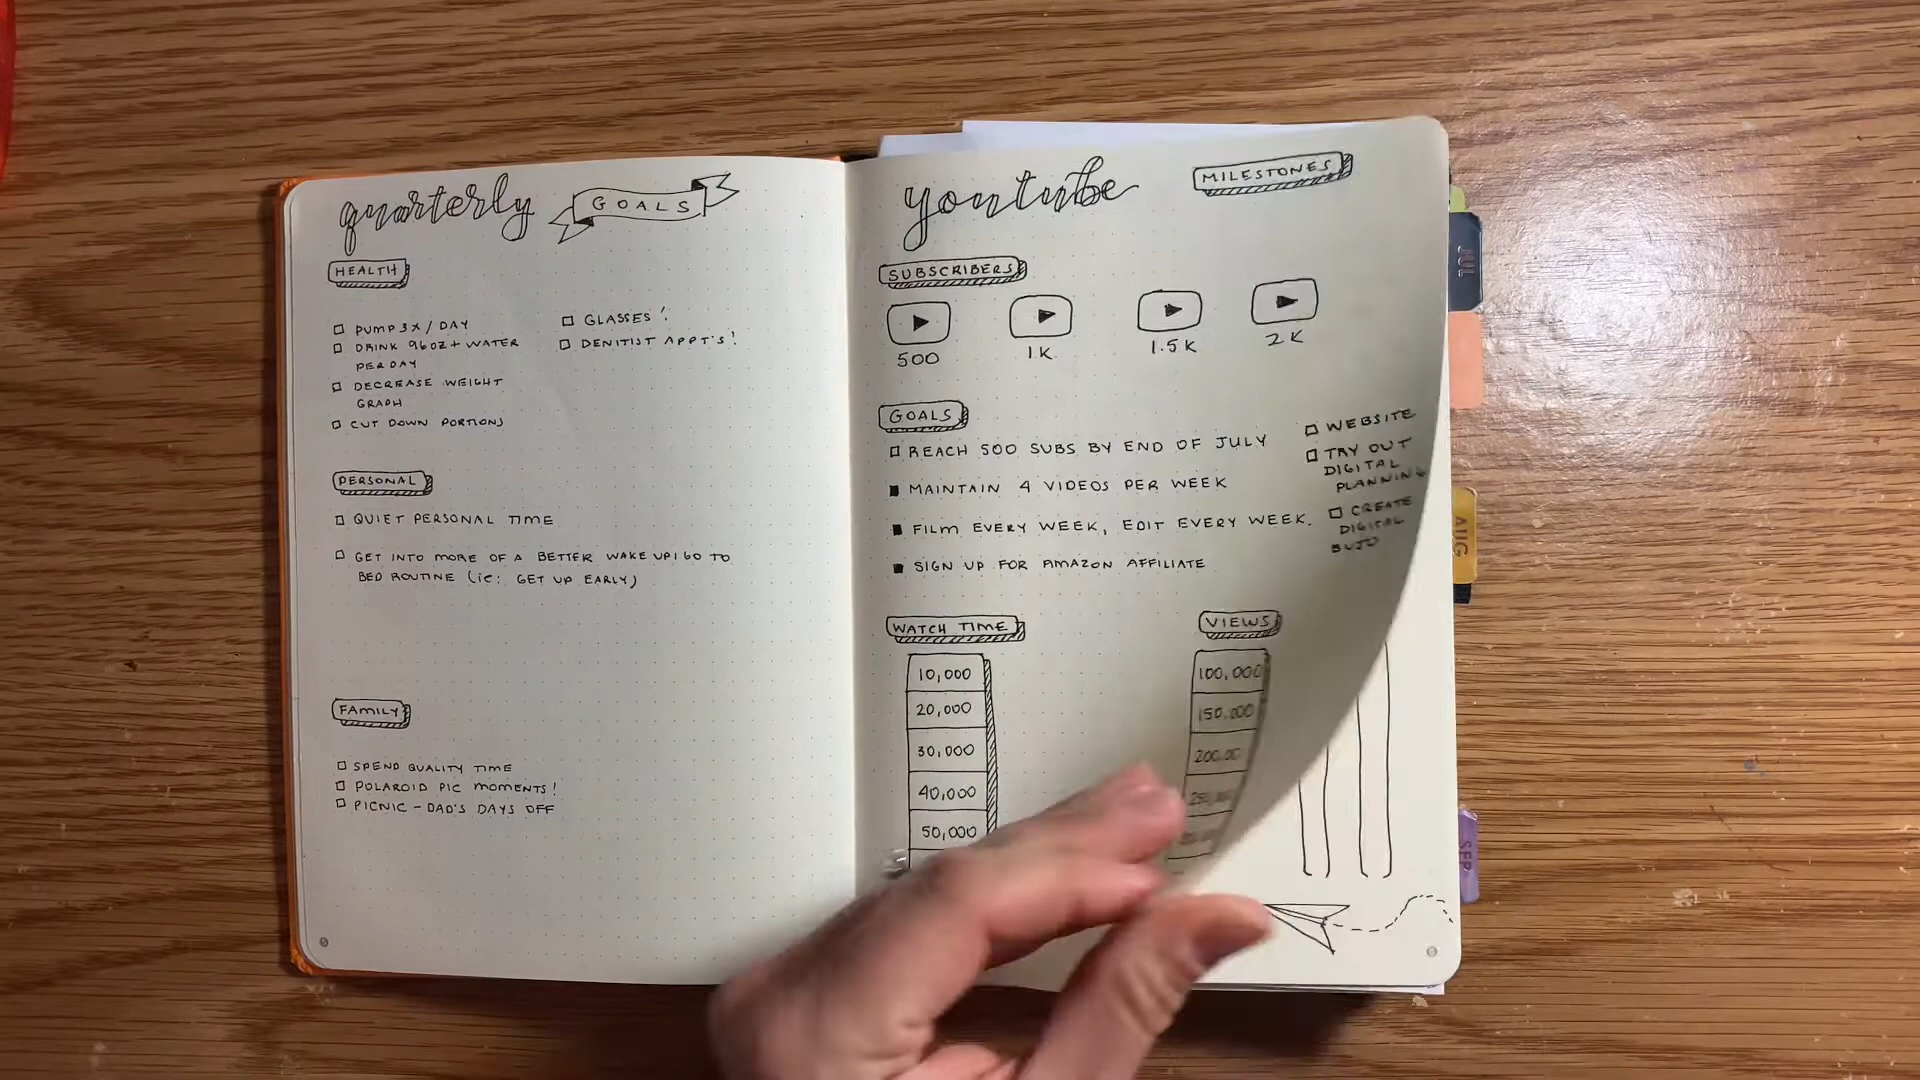 quarterly GOALS
HEALTH
PUMP 3X / DAY
DRINK 96OZ+ WATER
PER DAY
DECREASE WEIGHT
GRAPH
CUT DOWN PORTIONS
GLASSES!
DENITIST APPT'S!
PERSONAL
QUIET PERSONAL TIME
GET INTO MORE OF A BETTER WAKE UP/GO TO
BED ROUTINE (ie: GET UP EARLY)
FAMILY
SPEND QUALITY TIME
POLAROID PIC MOMENTS!
PICNIC - DAD'S DAYS OFF
youtube MILESTONES
SUBSCRIBERS
500 1K 1.5K 2K
GOALS
REACH 500 SUBS BY END OF JULY
MAINTAIN 4 VIDEOS PER WEEK
FILM EVERY WEEK, EDIT EVERY WEEK.
SIGN UP FOR AMAZON AFFILIATE
WEBSITE
TRY OUT
DIGITAL
PLANNING
CREATE
DIGITAL
BUJO
WATCH TIME
10,000
20,000
30,000
40,000
50,000
VIEWS
100,000
150,000
JUL
AUG
SEP